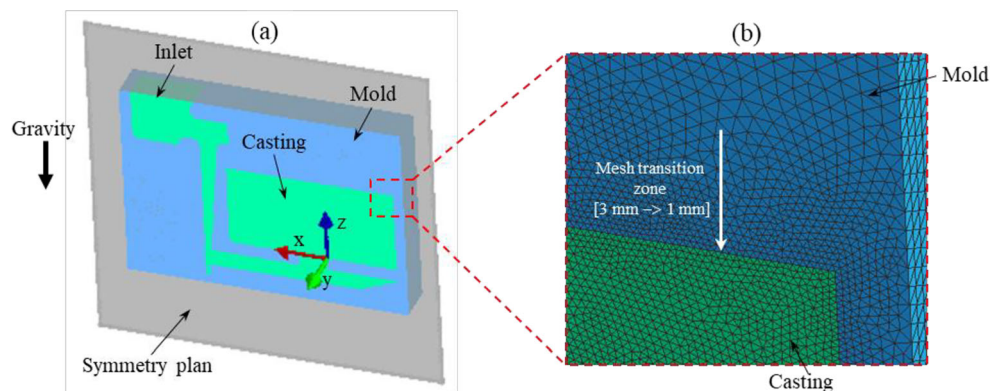 (a)
Inlet
Mold
Gravity
Casting
z
x
y
Symmetry plan
(b)
Mold
Mesh transition
zone
[3 mm –> 1 mm]
Casting